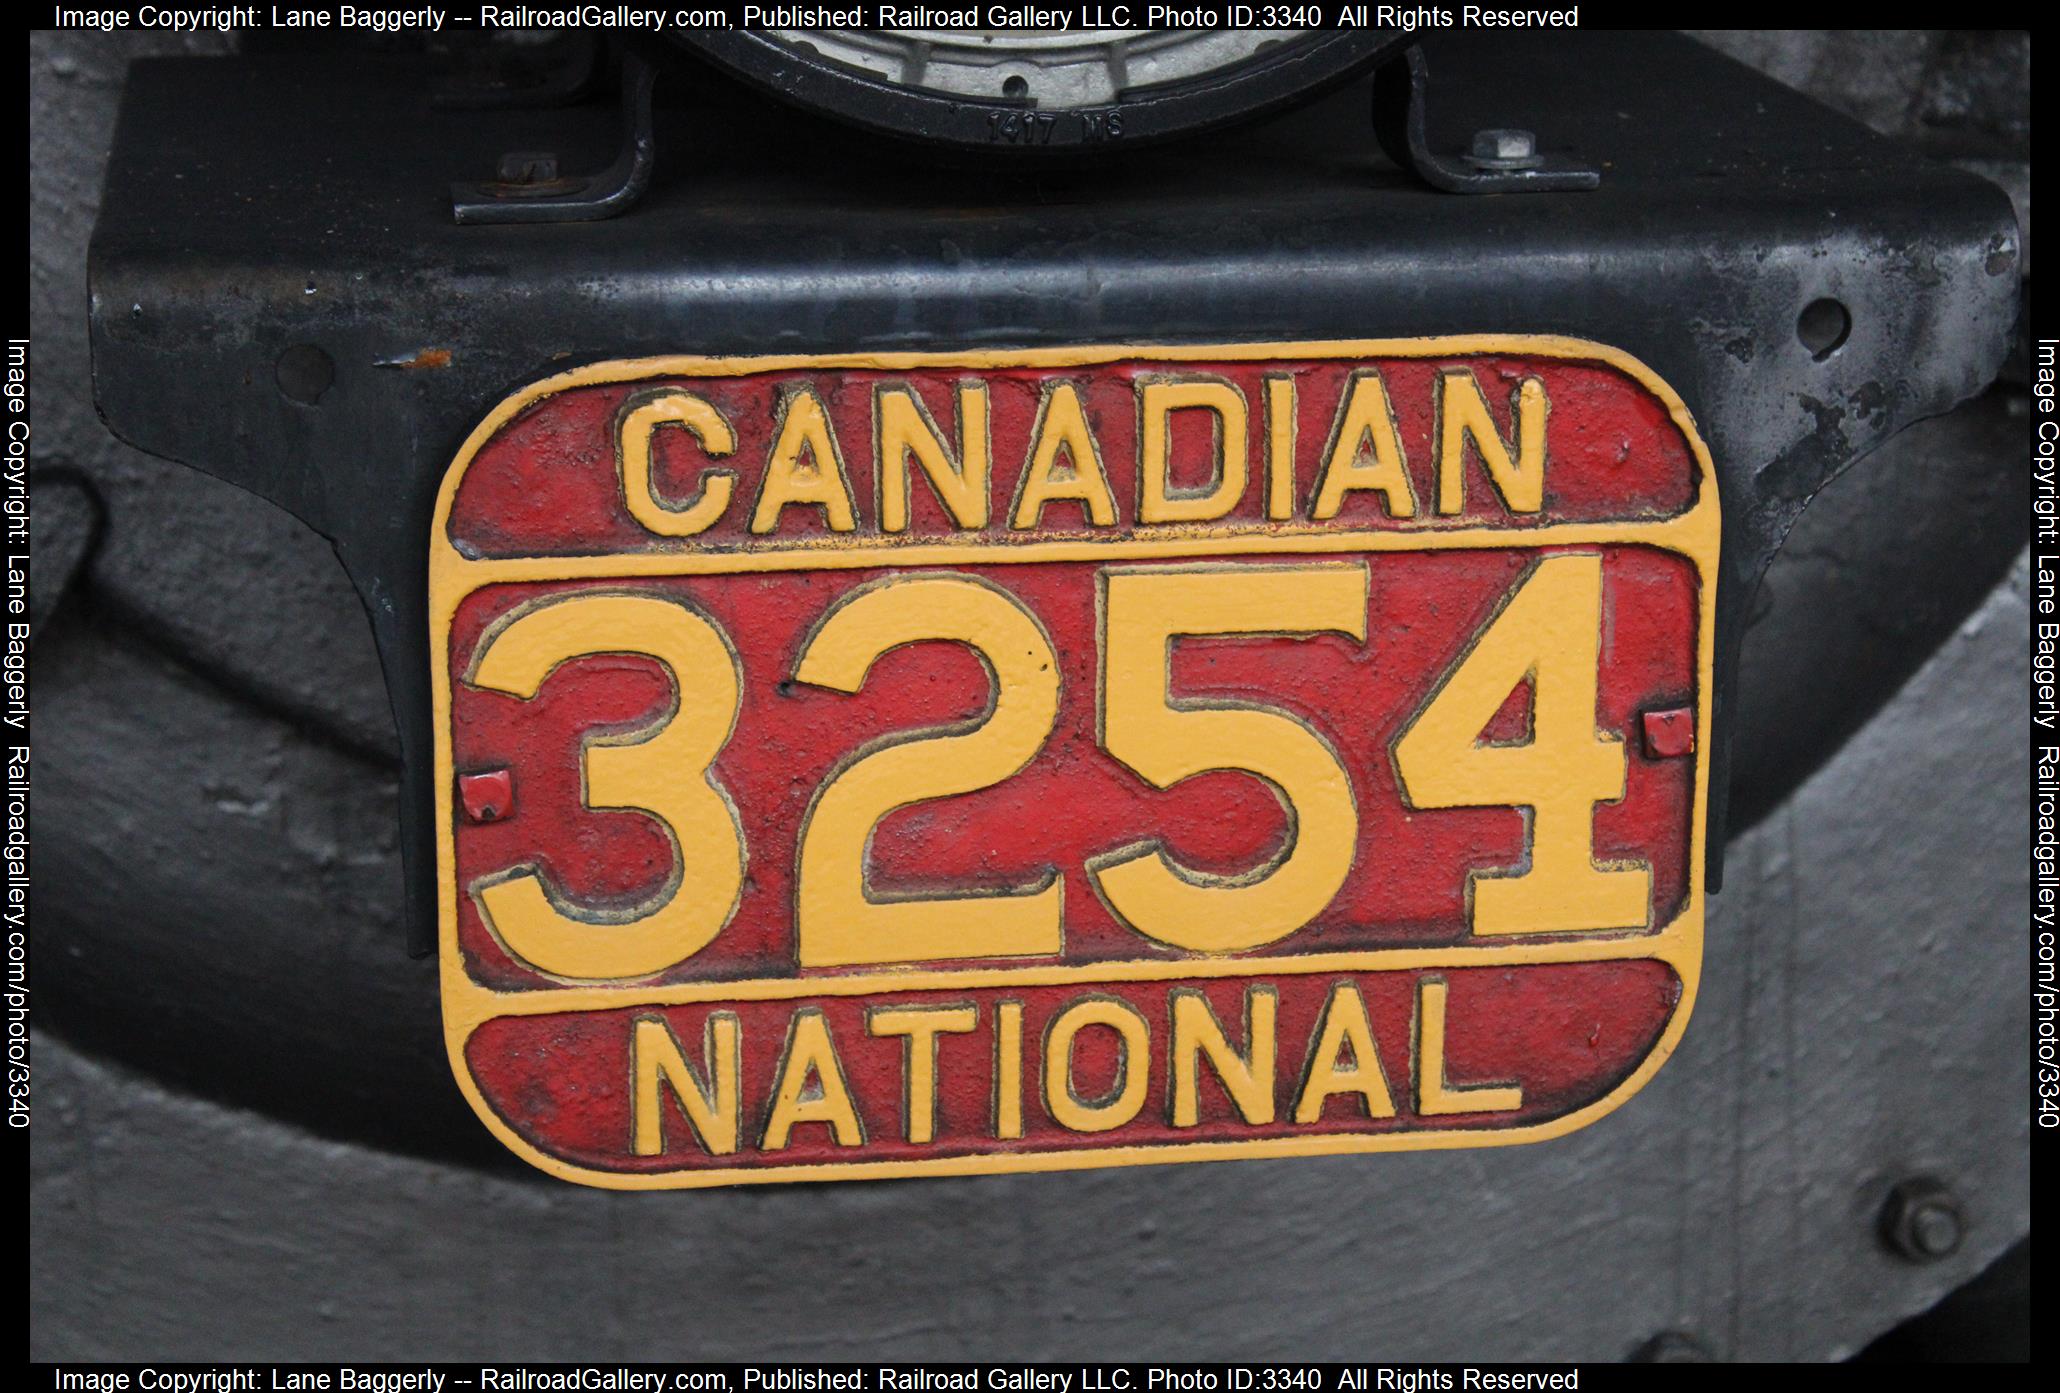 Image Copyright: Lane Baggerly -- RailroadGallery.com, Published: Railroad Gallery LLC. Photo ID:3340  All Rights Reserved
1417 MS
CANADIAN
3254
NATIONAL
Image Copyright: Lane Baggerly  Railroadgallery.com/photo/3340
Image Copyright: Lane Baggerly  Railroadgallery.com/photo/3340
Image Copyright: Lane Baggerly -- RailroadGallery.com, Published: Railroad Gallery LLC. Photo ID:3340  All Rights Reserved